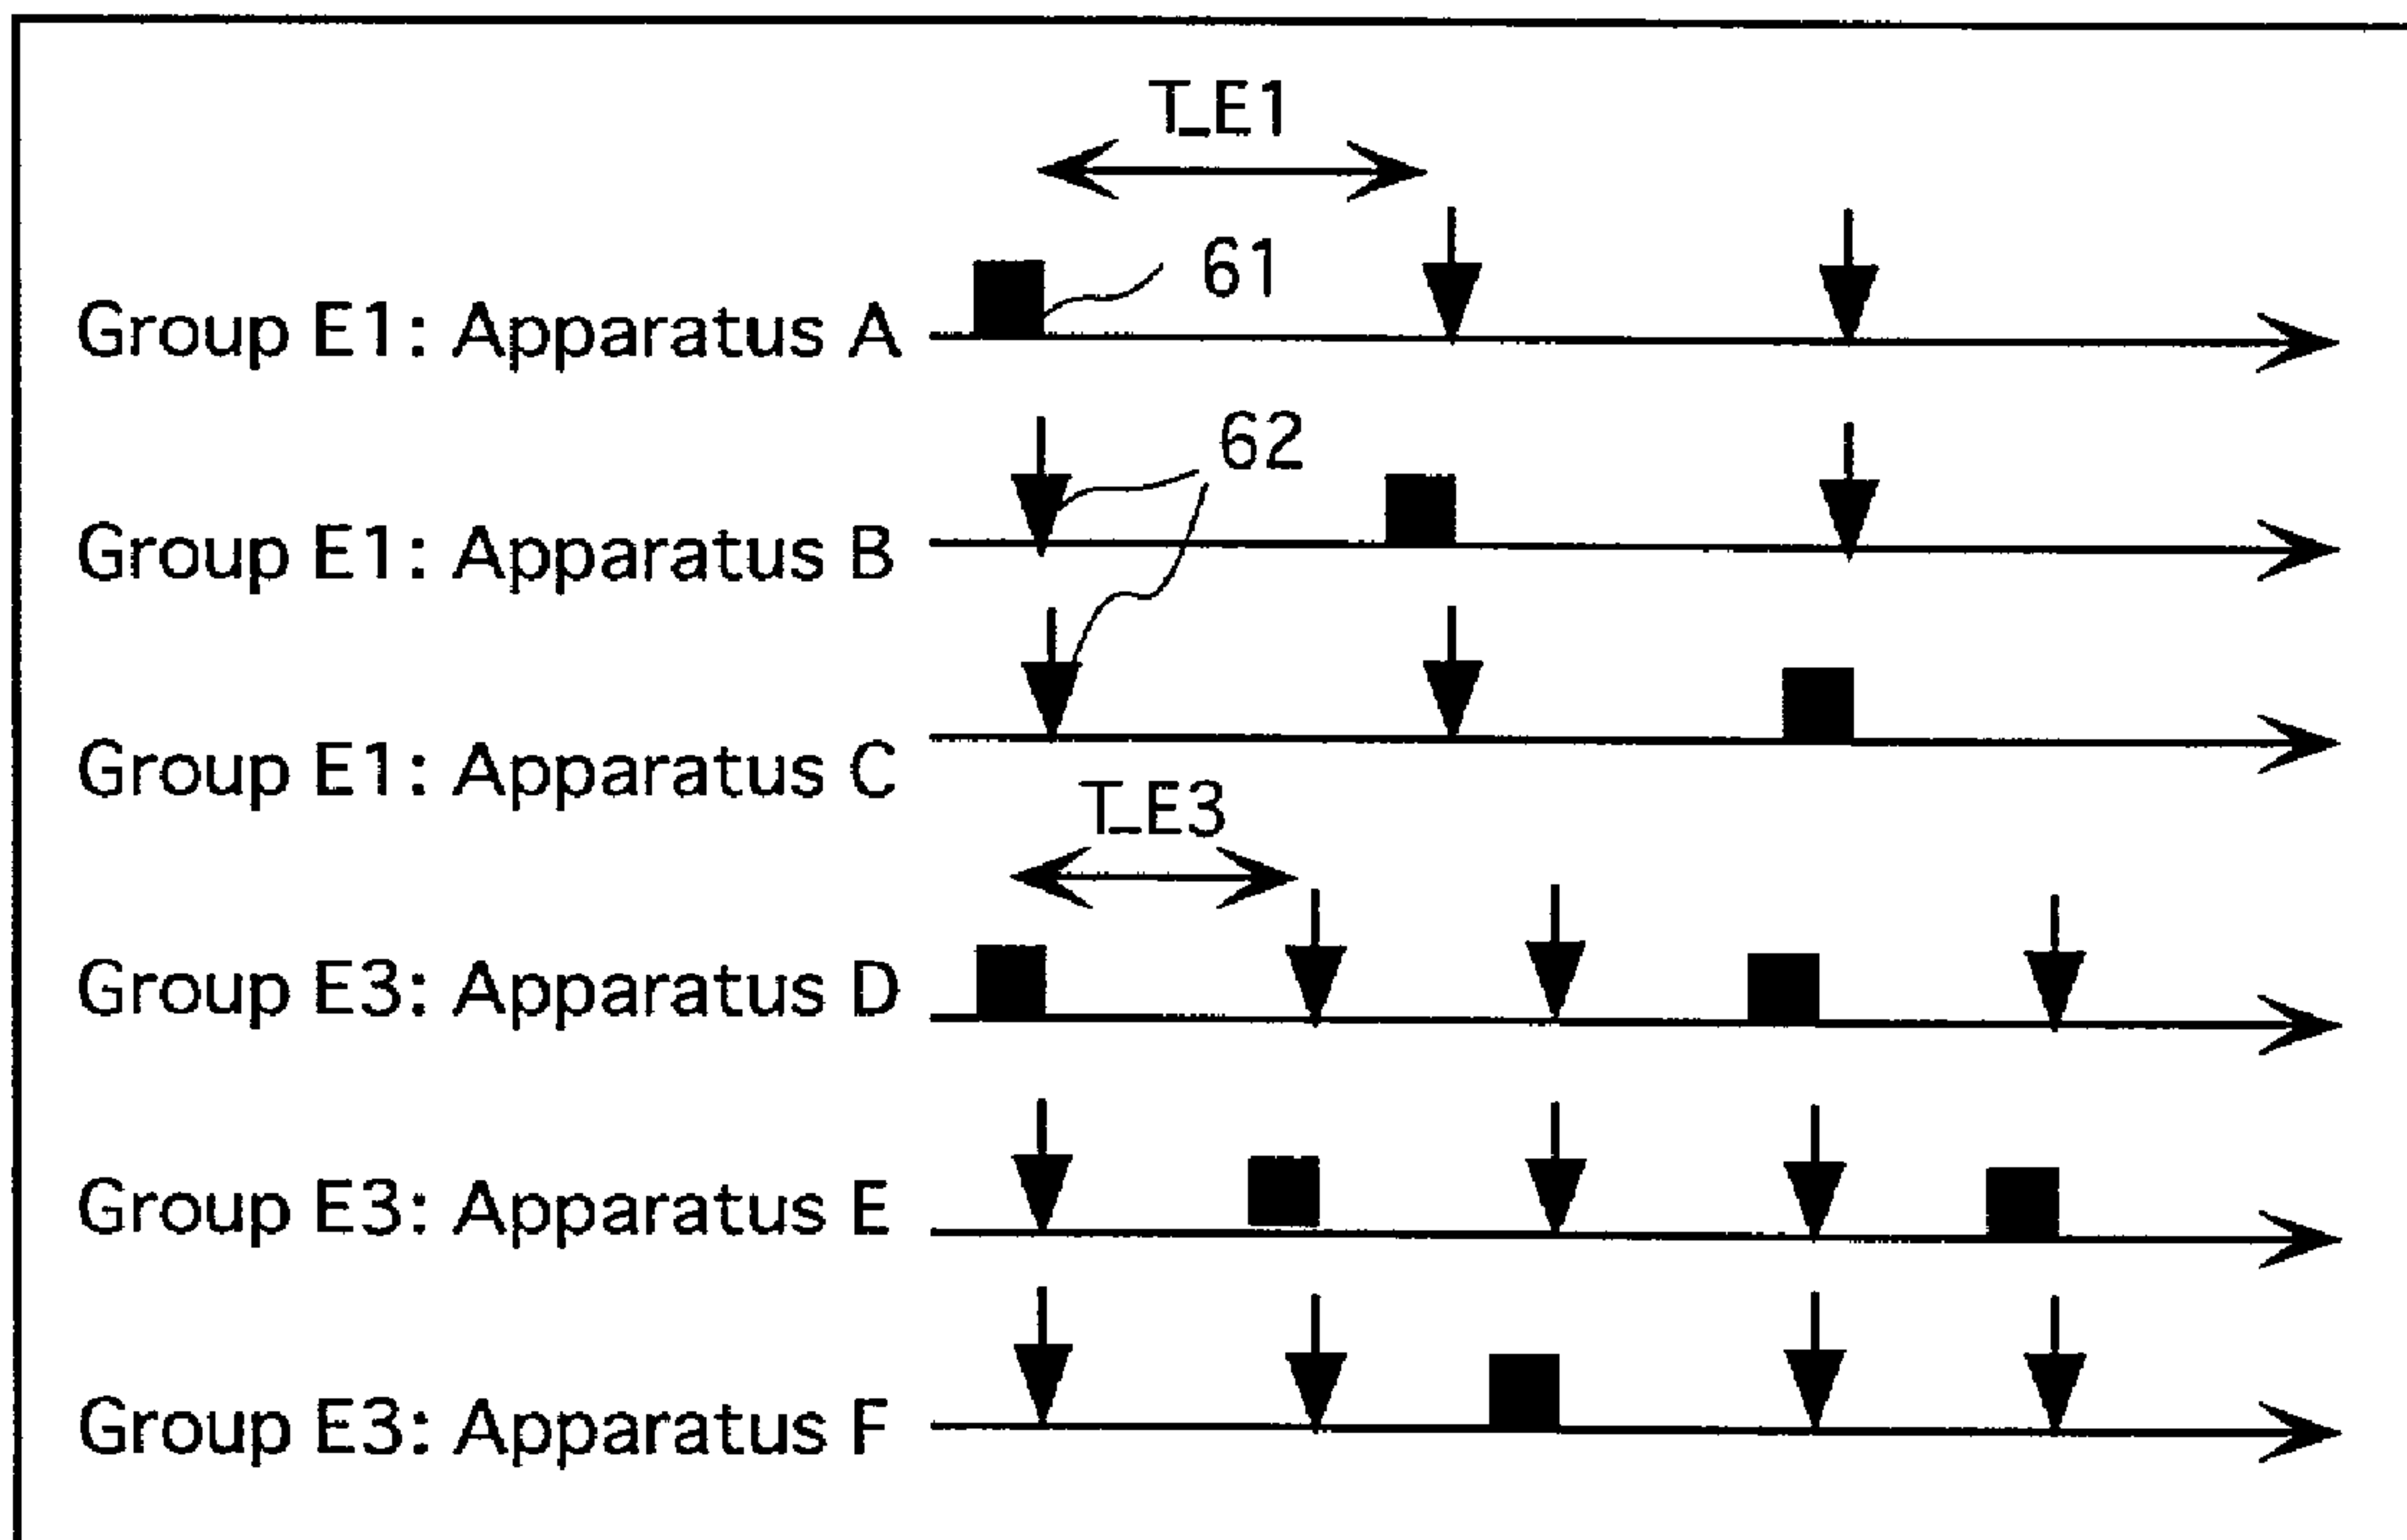 T_E1
61
Group E1: Apparatus A
62
Group E1: Apparatus B
Group E1: Apparatus C
T_E3
Group E3: Apparatus D
Group E3: Apparatus E
Group E3: Apparatus F